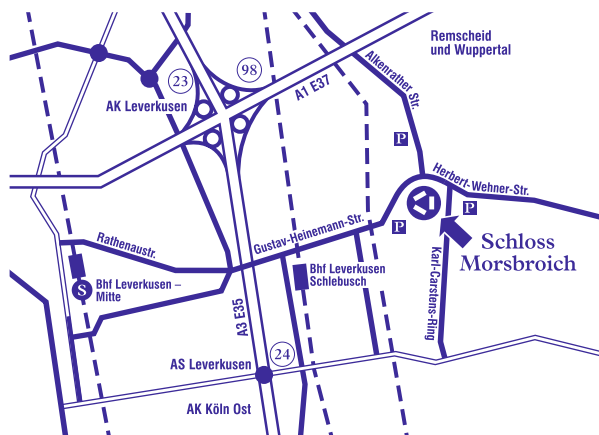 Remscheid
und Wuppertal
98
23
Alkenrather Str.
A1 E37
AK Leverkusen
P
Herbert-Wehner-Str.
P
P
Rathenaustr.
Gustav-Heinemann-Str.
Schloss
Morsbroich
Karl-Carstens-Ring
Bhf Leverkusen
Schlebusch
S
Bhf Leverkusen –
Mitte
A3 E35
24
AS Leverkusen
AK Köln Ost